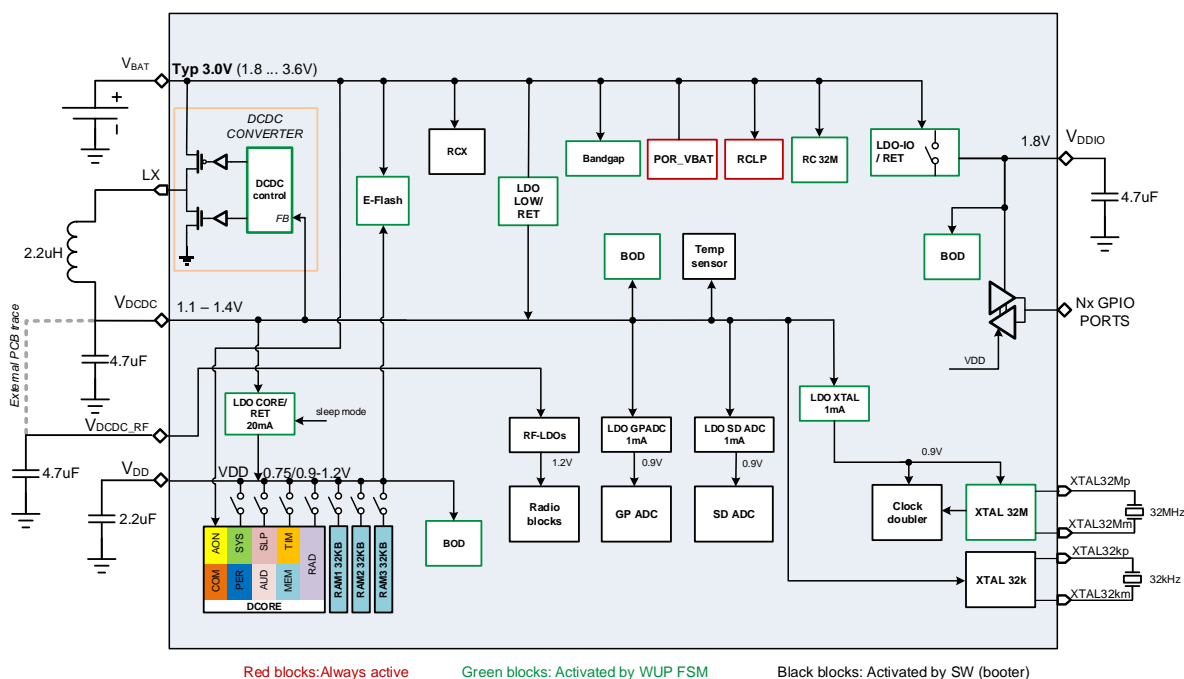 V_BAT
Typ 3.0V (1.8 ... 3.6V)
+
DCDC
CONVERTER
DCDC
control
FB
LX
2.2uH
RCX
E-Flash
LDO
LOW/
RET
Bandgap
POR_VBAT
RCLP
RC 32M
LDO-IO
/ RET
1.8V
V_DDIO
4.7uF
BOD
BOD
Temp
sensor
Nx GPIO
PORTS
VDD
V_DCDC
1.1 – 1.4V
External PCB trace
4.7uF
LDO CORE/
RET
20mA
sleep mode
V_DCDC_RF
4.7uF
RF-LDOs
1.2V
Radio
blocks
LDO GPADC
1mA
0.9V
GP ADC
LDO SD ADC
1mA
0.9V
SD ADC
LDO XTAL
1mA
0.9V
Clock
doubler
XTAL 32M
XTAL32Mp
32MHz
XTAL32Mm
XTAL 32k
XTAL32kp
32kHz
XTAL32km
V_DD
VDD 0.75/0.9-1.2V
2.2uF
AON
SYS
SLP
TIM
RAD
COM
PER
AUD
MEM
DCORE
RAM1 32KB
RAM2 32KB
RAM3 32KB
BOD
Red blocks:Always active
Green blocks: Activated by WUP FSM
Black blocks: Activated by SW (booter)